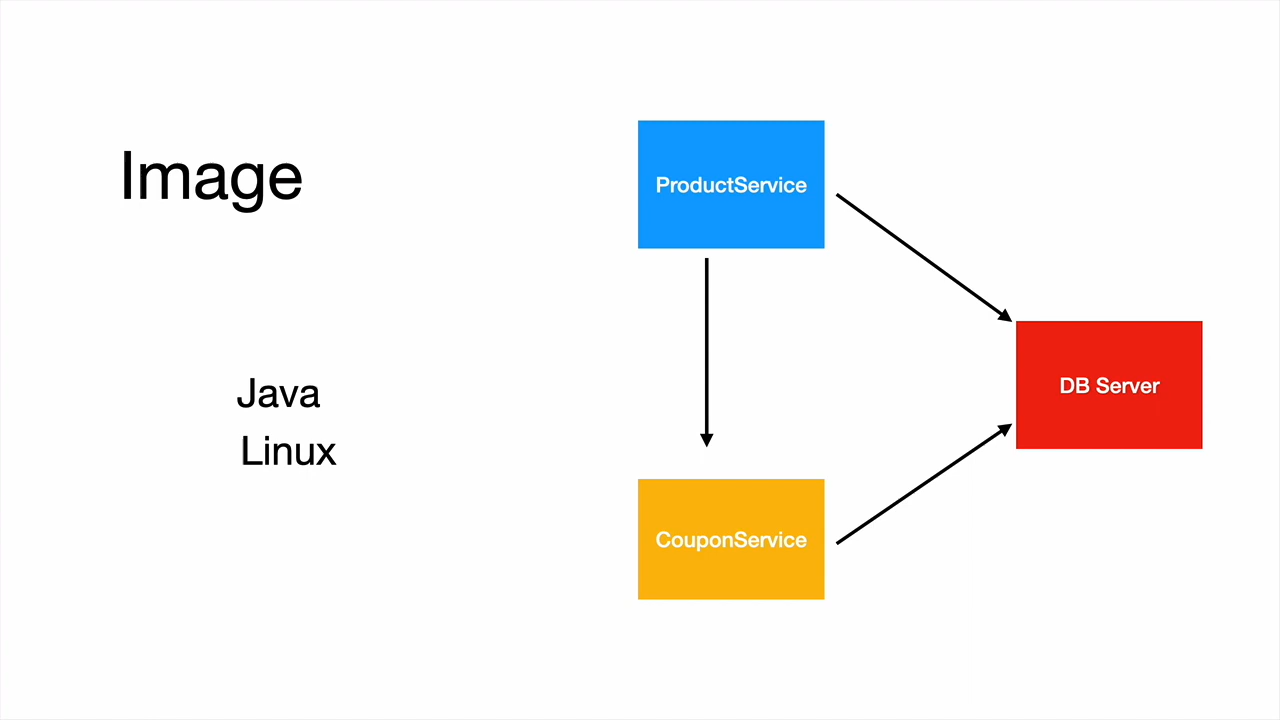 Image
Java
Linux
ProductService
DB Server
CouponService